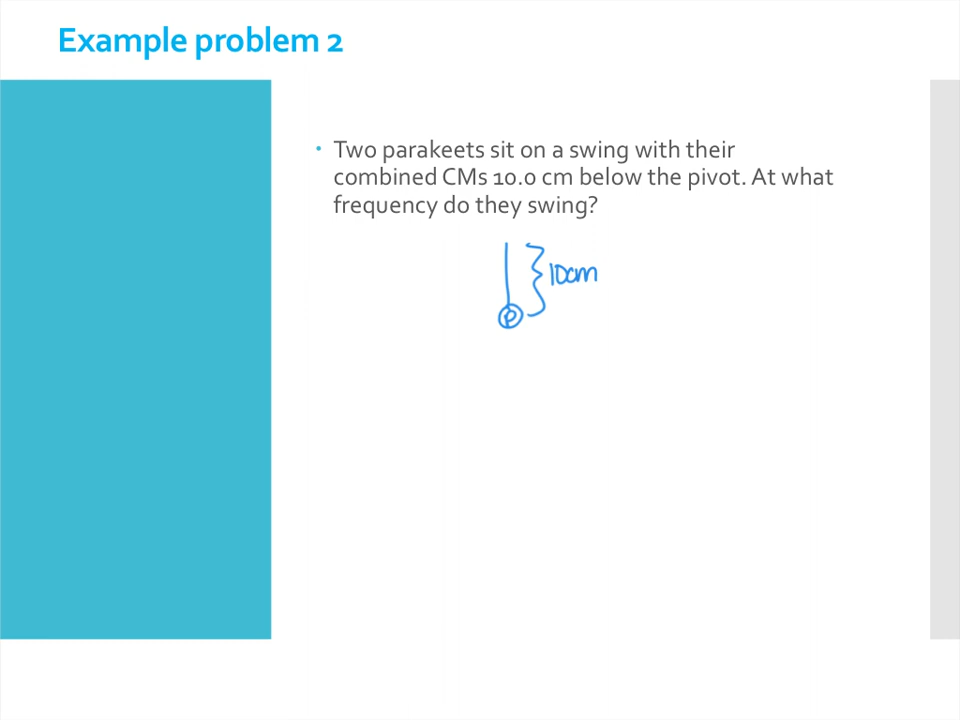 Example problem 2
Two parakeets sit on a swing with their
combined CMs 10.0 cm below the pivot. At what
frequency do they swing?
10cm
P